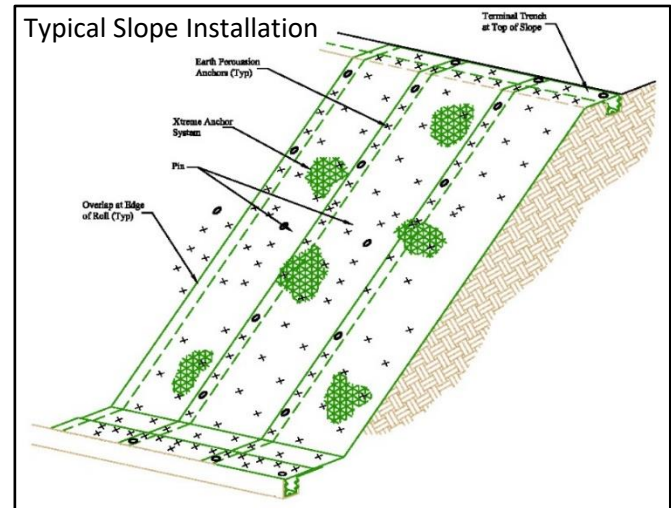 Typical Slope Installation
Terminal Trench
at Top of Slope
Earth Percussion
Anchors (Typ)
Xtreme Anchor
System
Pin
Overlap at Edge
of Roll (Typ)